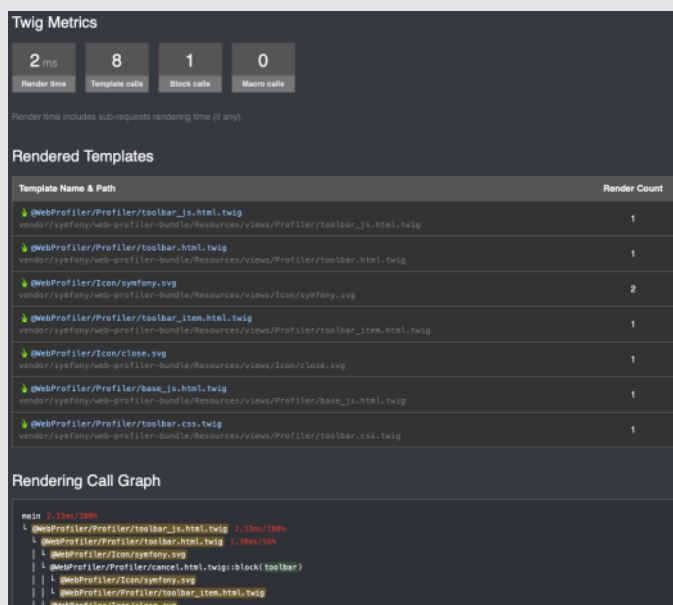 Twig Metrics
2 ms
Render time
8
Template calls
1
Block calls
0
Macro calls
Render time includes sub-requests rendering time (if any).
Rendered Templates
Template Name & Path Render Count
@WebProfiler/Profiler/toolbar_js.html.twig 1
vendor/symfony/web-profiler-bundle/Resources/views/Profiler/toolbar_js.html.twig
@WebProfiler/Profiler/toolbar.html.twig 1
vendor/symfony/web-profiler-bundle/Resources/views/Profiler/toolbar.html.twig
@WebProfiler/Icon/symfony.svg 2
vendor/symfony/web-profiler-bundle/Resources/views/Icon/symfony.svg
@WebProfiler/Profiler/toolbar_item.html.twig 1
vendor/symfony/web-profiler-bundle/Resources/views/Profiler/toolbar_item.html.twig
@WebProfiler/Icon/close.svg 1
vendor/symfony/web-profiler-bundle/Resources/views/Icon/close.svg
@WebProfiler/Profiler/base_js.html.twig 1
vendor/symfony/web-profiler-bundle/Resources/views/Profiler/base_js.html.twig
@WebProfiler/Profiler/toolbar.css.twig 1
vendor/symfony/web-profiler-bundle/Resources/views/Profiler/toolbar.css.twig
Rendering Call Graph
main 2.33ms/100%
└ @WebProfiler/Profiler/toolbar_js.html.twig 2.33ms/100%
└ @WebProfiler/Profiler/toolbar.html.twig 1.30ms/56%
│ └ @WebProfiler/Icon/symfony.svg
│ └ @WebProfiler/Profiler/cancel.html.twig::block(toolbar)
│ │ └ @WebProfiler/Icon/symfony.svg
│ │ └ @WebProfiler/Profiler/toolbar_item.html.twig
│ └ @WebProfiler/Icon/close.svg